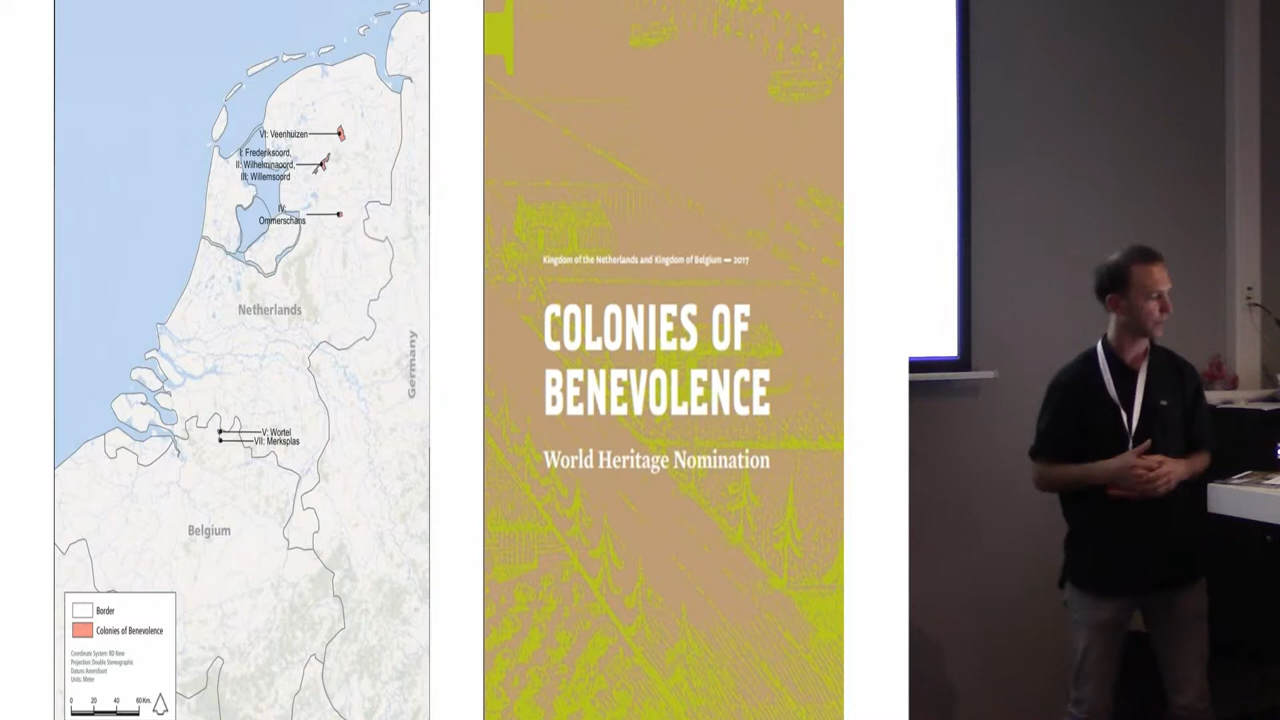 VI: Veenhuizen
I: Frederiksoord,
II: Wilhelminaoord,
III: Willemsoord
IV:
Ommerschans
Netherlands
Germany
V: Wortel
VII: Merksplas
Belgium
Border
Colonies of Benevolence
Coordinate System: RD New
Projection: Double Stereographic
Datum: Amersfoort
Units: Meter
0 20 40 60 Km.
Kingdom of the Netherlands and Kingdom of Belgium — 2017
COLONIES OF
BENEVOLENCE
World Heritage Nomination